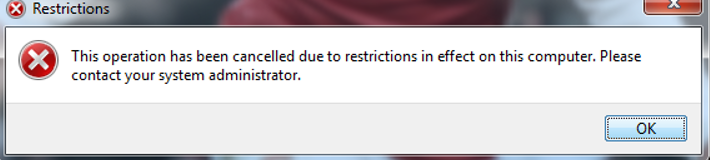 Restrictions
This operation has been cancelled due to restrictions in effect on this computer. Please
contact your system administrator.
OK